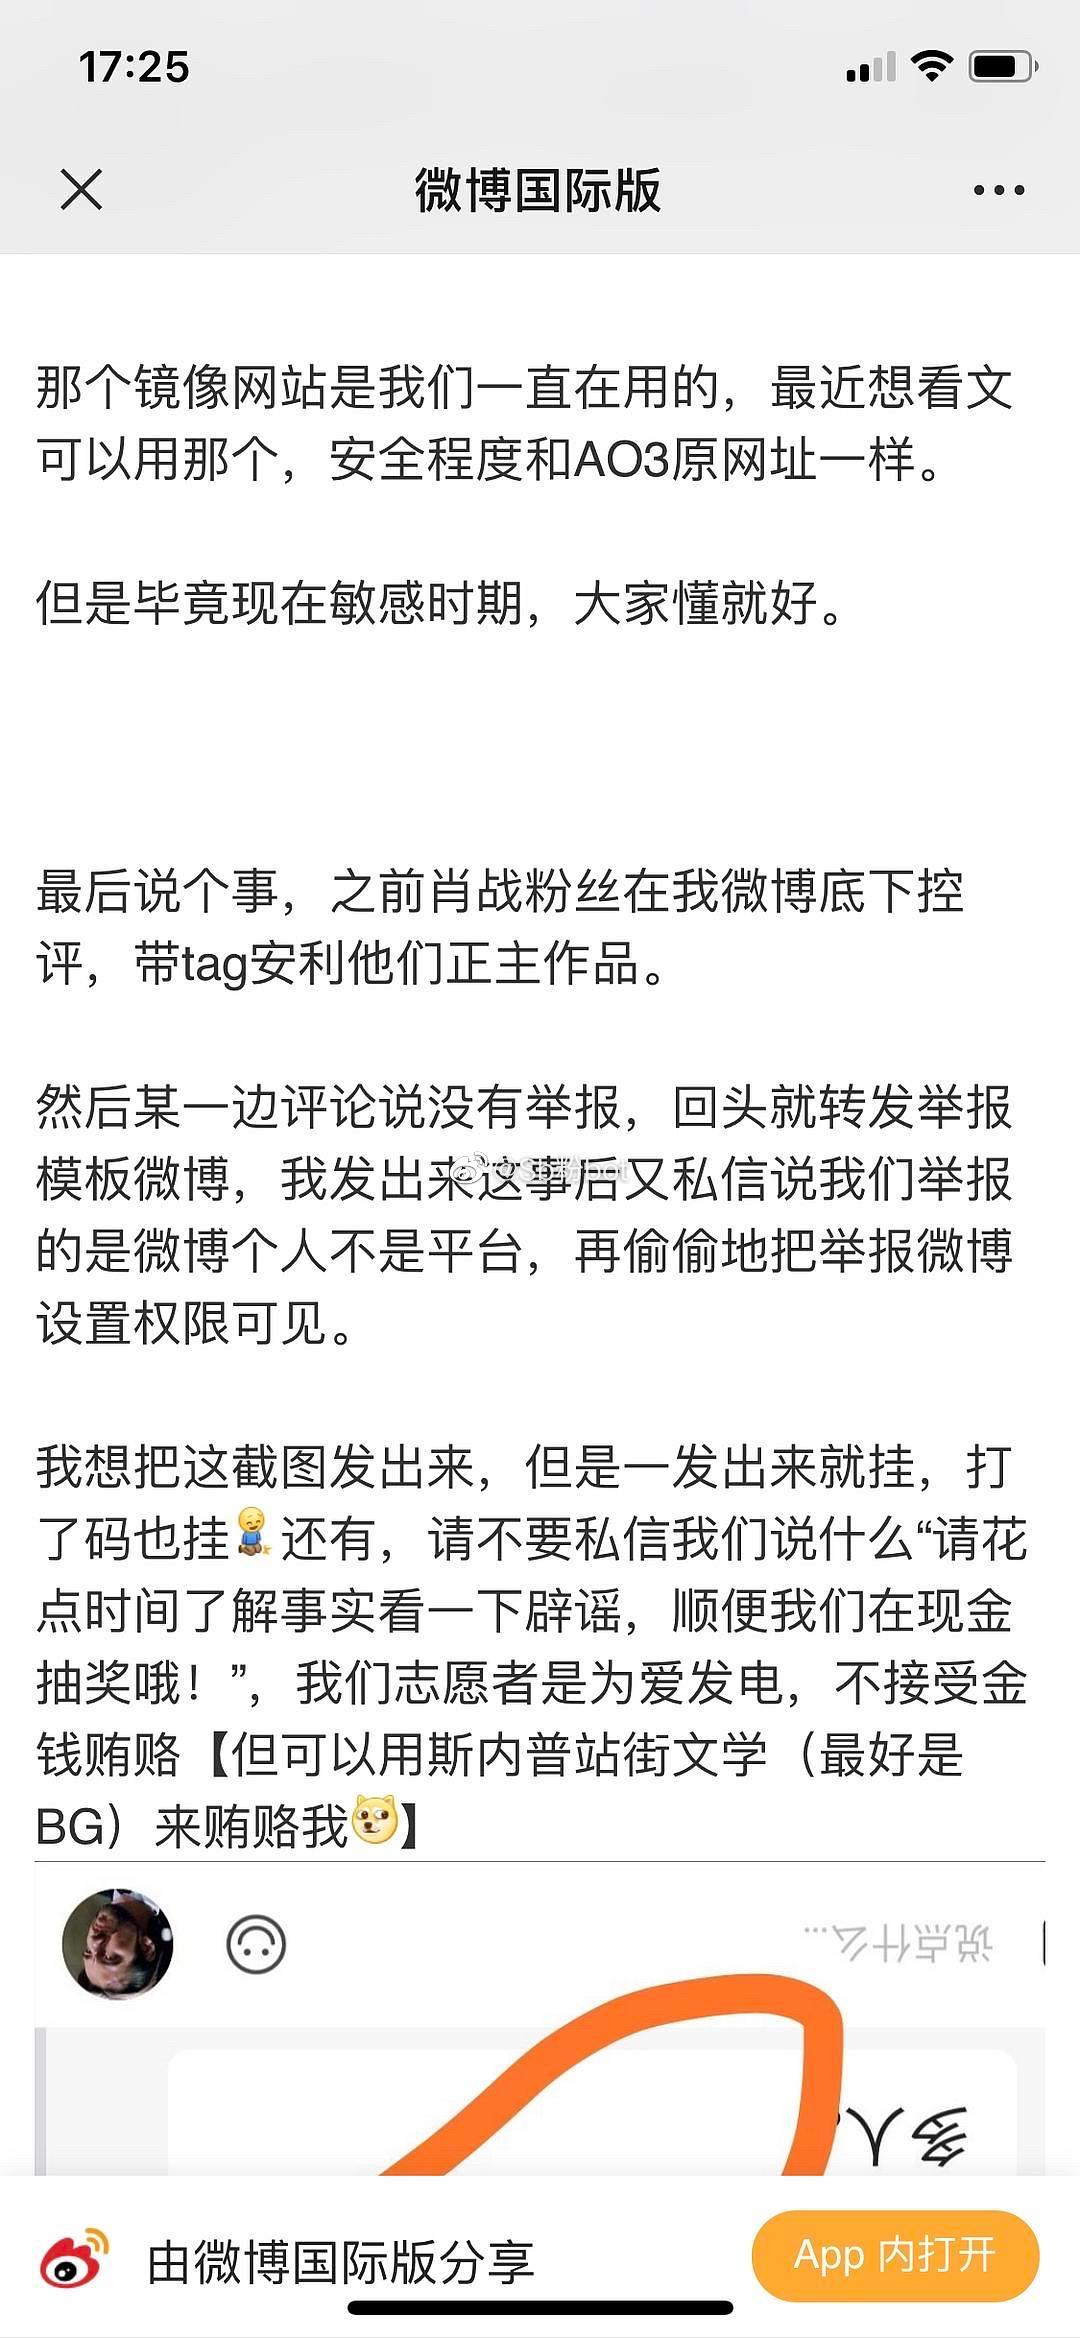 17:25
微博国际版
那个镜像网站是我们一直在用的，最近想看文
可以用那个，安全程度和AO3原网址一样。
但是毕竟现在敏感时期，大家懂就好。
最后说个事，之前肖战粉丝在我微博底下控
评，带tag安利他们正主作品。
然后某一边评论说没有举报，回头就转发举报
模板微博，我发出来这事后又私信说我们举报
@Sb粉bot
的是微博个人不是平台，再偷偷地把举报微博
设置权限可见。
我想把这截图发出来，但是一发出来就挂，打
了码也挂还有，请不要私信我们说什么“请花
点时间了解事实看一下辟谣，顺便我们在现金
抽奖哦！”，我们志愿者是为爱发电，不接受金
钱贿赂【但可以用斯内普站街文学（最好是
BG）来贿赂我】
说点什么...
多人
由微博国际版分享
App 内打开